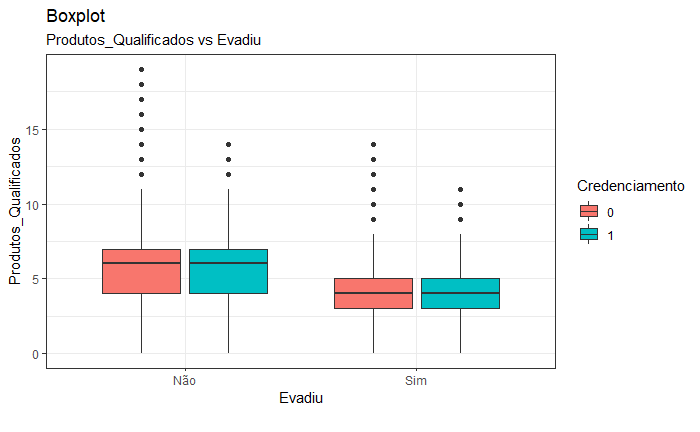 Boxplot
Produtos_Qualificados vs Evadiu
Produtos_Qualificados
15
10
5
0
Não
Sim
Evadiu
Credenciamento
0
1